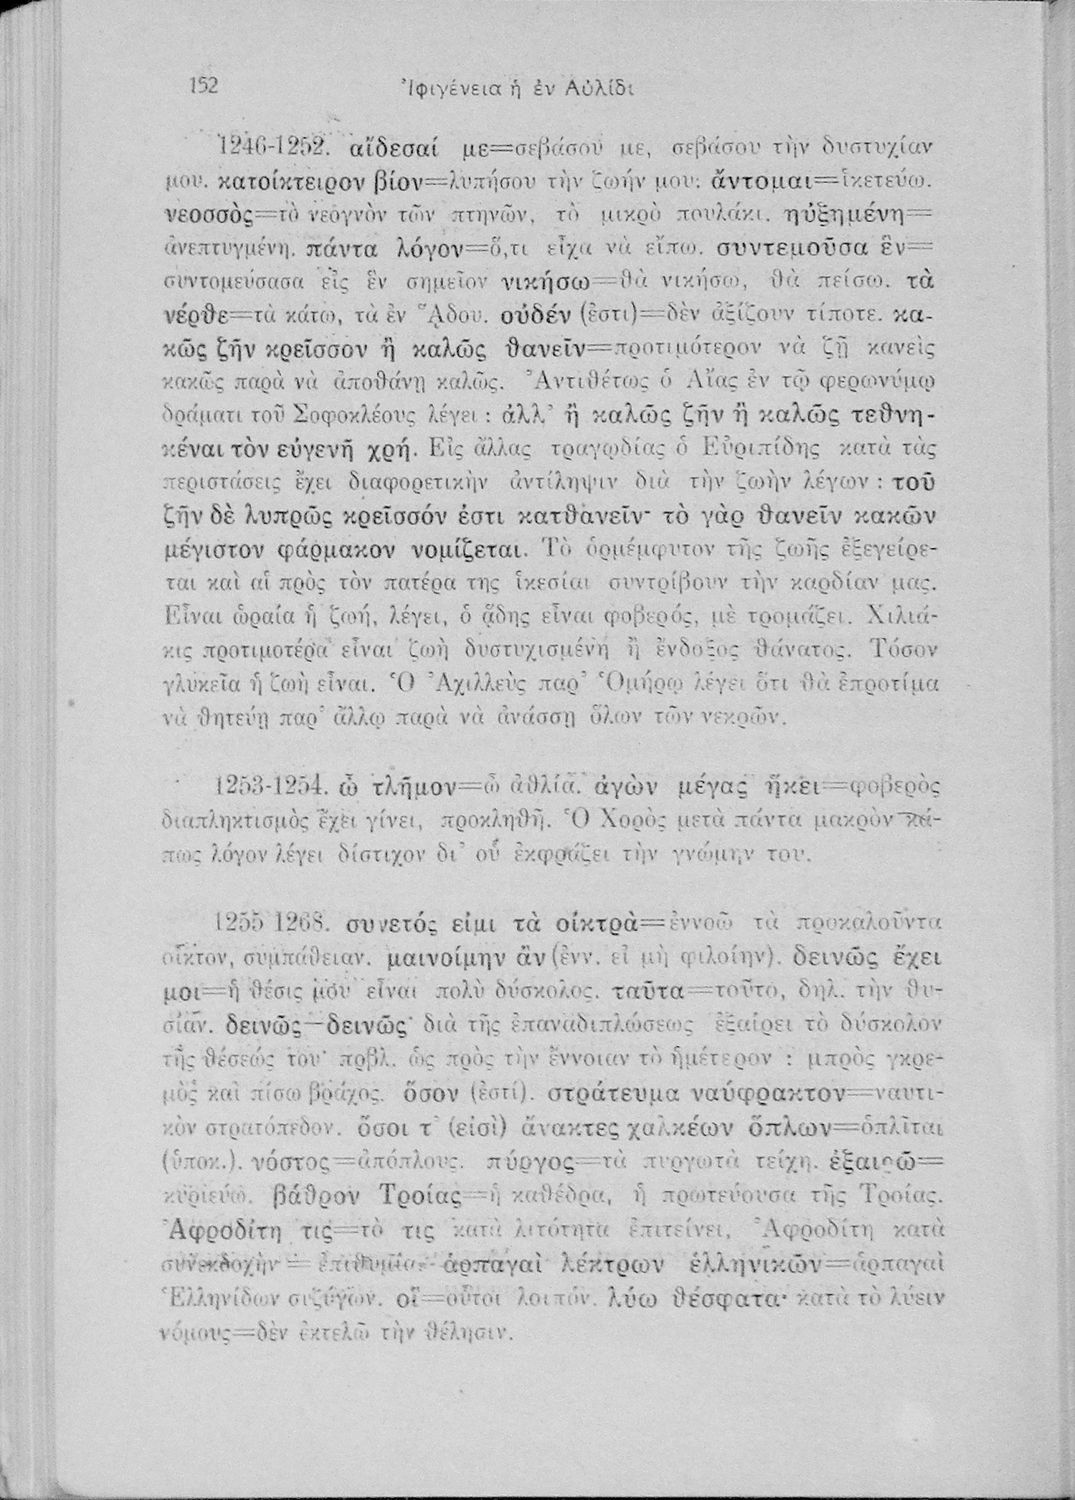 152 Ἰφιγένεια ἡ ἐν Αὐλίδι
1246-1252. αἴδεσαί με=σεβάσου με, σεβάσου τὴν δυστυχίαν
μου. κατοίκτειρον βίον=λυπήσου τὴν ζωήν μου: ἄντομαι=ἱκετεύω.
νεοσσὸς=τὸ νεογνὸν τῶν πτηνῶν, τὸ μικρὸ πουλάκι. ηὐξημένη=
ἀνεπτυγμένη. πάντα λόγον=ὅ,τι εἶχα νὰ εἴπω. συντεμοῦσα ἓν=
συντομεύσασα εἰς ἓν σημεῖον νικήσω=θὰ νικήσω, θὰ πείσω. τὰ
νέρθε=τὰ κάτω, τὰ ἐν Ἅδου. οὐδέν (ἐστι)=δὲν ἀξίζουν τίποτε. κα-
κῶς ζῆν κρεῖσσον ἢ καλῶς θανεῖν=προτιμότερον νὰ ζῇ κανεὶς
κακῶς παρὰ νὰ ἀποθάνῃ καλῶς. Ἀντιθέτως ὁ Αἴας ἐν τῷ φερωνύμῳ
δράματι τοῦ Σοφοκλέους λέγει : ἀλλ' ἢ καλῶς ζῆν ἢ καλῶς τεθνη-
κέναι τὸν εὐγενῆ χρή. Εἰς ἄλλας τραγῳδίας ὁ Εὐριπίδης κατὰ τὰς
περιστάσεις ἔχει διαφορετικὴν ἀντίληψιν διὰ τὴν ζωὴν λέγων : τοῦ
ζῆν δὲ λυπρῶς κρεῖσσόν ἐστι κατθανεῖν· τὸ γὰρ θανεῖν κακῶν
μέγιστον φάρμακον νομίζεται. Τὸ ὁρμέμφυτον τῆς ζωῆς ἐξεγείρε-
ται καὶ αἱ πρὸς τὸν πατέρα της ἱκεσίαι συντρίβουν τὴν καρδίαν μας.
Εἶναι ὡραία ἡ ζωή, λέγει, ὁ ᾅδης εἶναι φοβερός, μὲ τρομάζει. Χιλιά-
κις προτιμοτέρα εἶναι ζωὴ δυστυχισμένη ἢ ἔνδοξος θάνατος. Τόσον
γλυκεῖα ἡ ζωὴ εἶναι. Ὁ Ἀχιλλεὺς παρ' Ὁμήρῳ λέγει ὅτι θὰ ἐπροτίμα
νὰ θητεύῃ παρ' ἄλλῳ παρὰ νὰ ἀνάσσῃ ὅλων τῶν νεκρῶν.
1253-1254. ὦ τλῆμον=ὦ ἀθλία. ἀγὼν μέγας ἥκει=φοβερὸς
διαπληκτισμὸς ἔχει γίνει, προκληθῆ. Ὁ Χορὸς μετὰ πάντα μακρὸν κά-
πως λόγον λέγει δίστιχον δι' οὗ ἐκφράζει τὴν γνώμην του.
1255 1268. συνετός εἰμι τὰ οἰκτρὰ=ἐννοῶ τὰ προκαλοῦντα
οἶκτον, συμπάθειαν. μαινοίμην ἂν (ἐνν. εἰ μὴ φιλοίην). δεινῶς ἔχει
μοι=ἡ θέσις μου εἶναι πολὺ δύσκολος. ταῦτα=τοῦτο, δηλ. τὴν θυ-
σίαν. δεινῶς—δεινῶς· διὰ τῆς ἐπαναδιπλώσεως ἐξαίρει τὸ δύσκολον
τῆς θέσεώς του· πρβλ. ὡς πρὸς τὴν ἔννοιαν τὸ ἡμέτερον : μπρὸς γκρε-
μὸς καὶ πίσω βράχος. ὅσον (ἐστί). στράτευμα ναύφρακτον=ναυτι-
κὸν στρατόπεδον. ὅσοι τ' (εἰσὶ) ἄνακτες χαλκέων ὅπλων=ὁπλῖται
(ὑποκ.). νόστος=ἀπόπλους. πύργος=τὰ πυργωτὰ τείχη. ἐξαιρῶ=
κυριεύω. βάθρον Τροίας=ἡ καθέδρα, ἡ πρωτεύουσα τῆς Τροίας.
Ἀφροδίτη τις=τὸ τις κατὰ λιτότητα ἐπιτείνει, Ἀφροδίτη κατὰ
συνεκδοχὴν = ἐπιθυμία· ἁρπαγαὶ λέκτρων ἑλληνικῶν=ἁρπαγαὶ
Ἑλληνίδων συζύγων. οἵ=οὗτοι λοιπόν. λύω θέσφατα· κατὰ τὸ λύειν
νόμους=δὲν ἐκτελῶ τὴν θέλησιν.